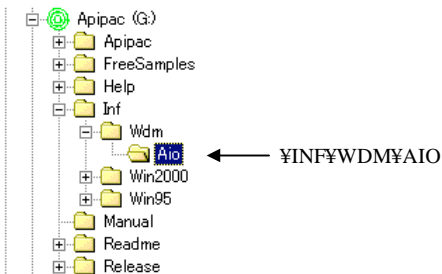 Apipac (G:)
Apipac
FreeSamples
Help
Inf
Wdm
Aio
¥INF¥WDM¥AIO
Win2000
Win95
Manual
Readme
Release